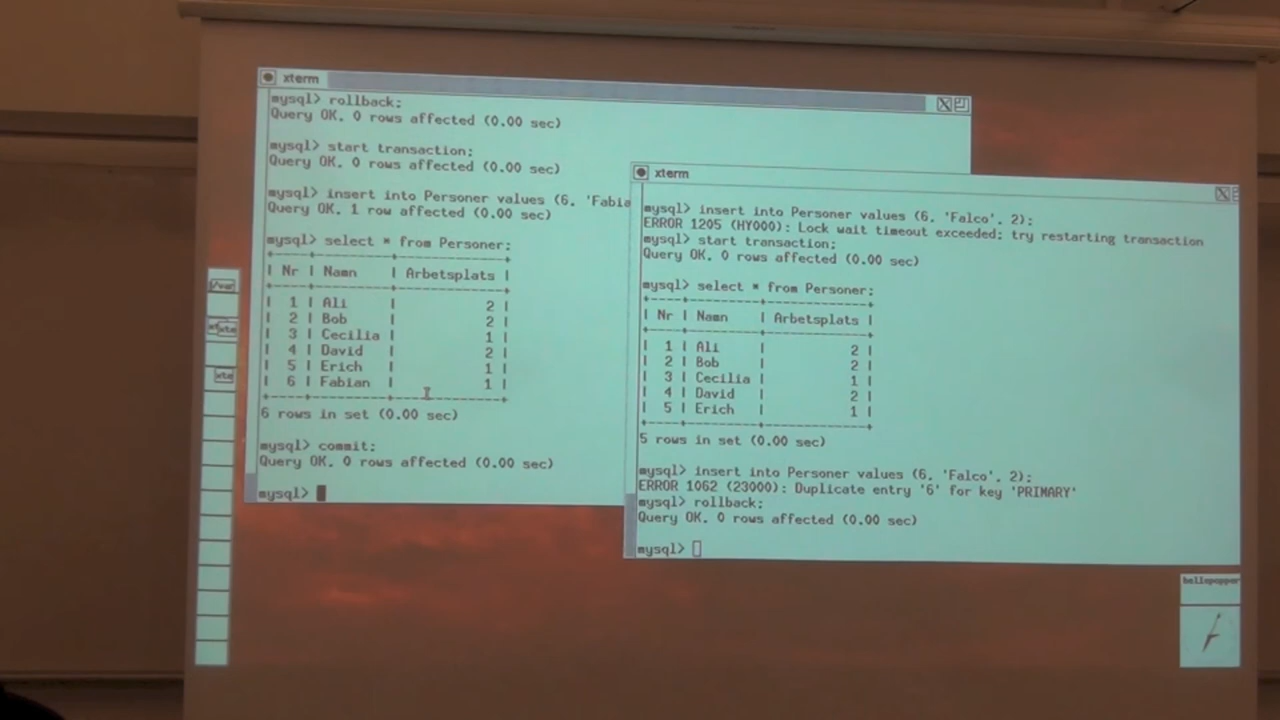 xterm
mysql> rollback;
Query OK, 0 rows affected (0.00 sec)
mysql> start transaction;
Query OK, 0 rows affected (0.00 sec)
mysql> insert into Personer values (6, 'Fabia
Query OK, 1 row affected (0.00 sec)
mysql> select * from Personer;
| Nr | Namn | Arbetsplats |
| 1 | Ali | 2 |
| 2 | Bob | 2 |
| 3 | Cecilia | 1 |
| 4 | David | 2 |
| 5 | Erich | 1 |
| 6 | Fabian | 1 |
6 rows in set (0.00 sec)
mysql> commit;
Query OK, 0 rows affected (0.00 sec)
mysql>
xterm
mysql> insert into Personer values (6, 'Falco', 2);
ERROR 1205 (HY000): Lock wait timeout exceeded; try restarting transaction
mysql> start transaction;
Query OK, 0 rows affected (0.00 sec)
mysql> select * from Personer;
| Nr | Namn | Arbetsplats |
| 1 | Ali | 2 |
| 2 | Bob | 2 |
| 3 | Cecilia | 1 |
| 4 | David | 2 |
| 5 | Erich | 1 |
5 rows in set (0.00 sec)
mysql> insert into Personer values (6, 'Falco', 2);
ERROR 1062 (23000): Duplicate entry '6' for key 'PRIMARY'
mysql> rollback;
Query OK, 0 rows affected (0.00 sec)
mysql>
/var
xte